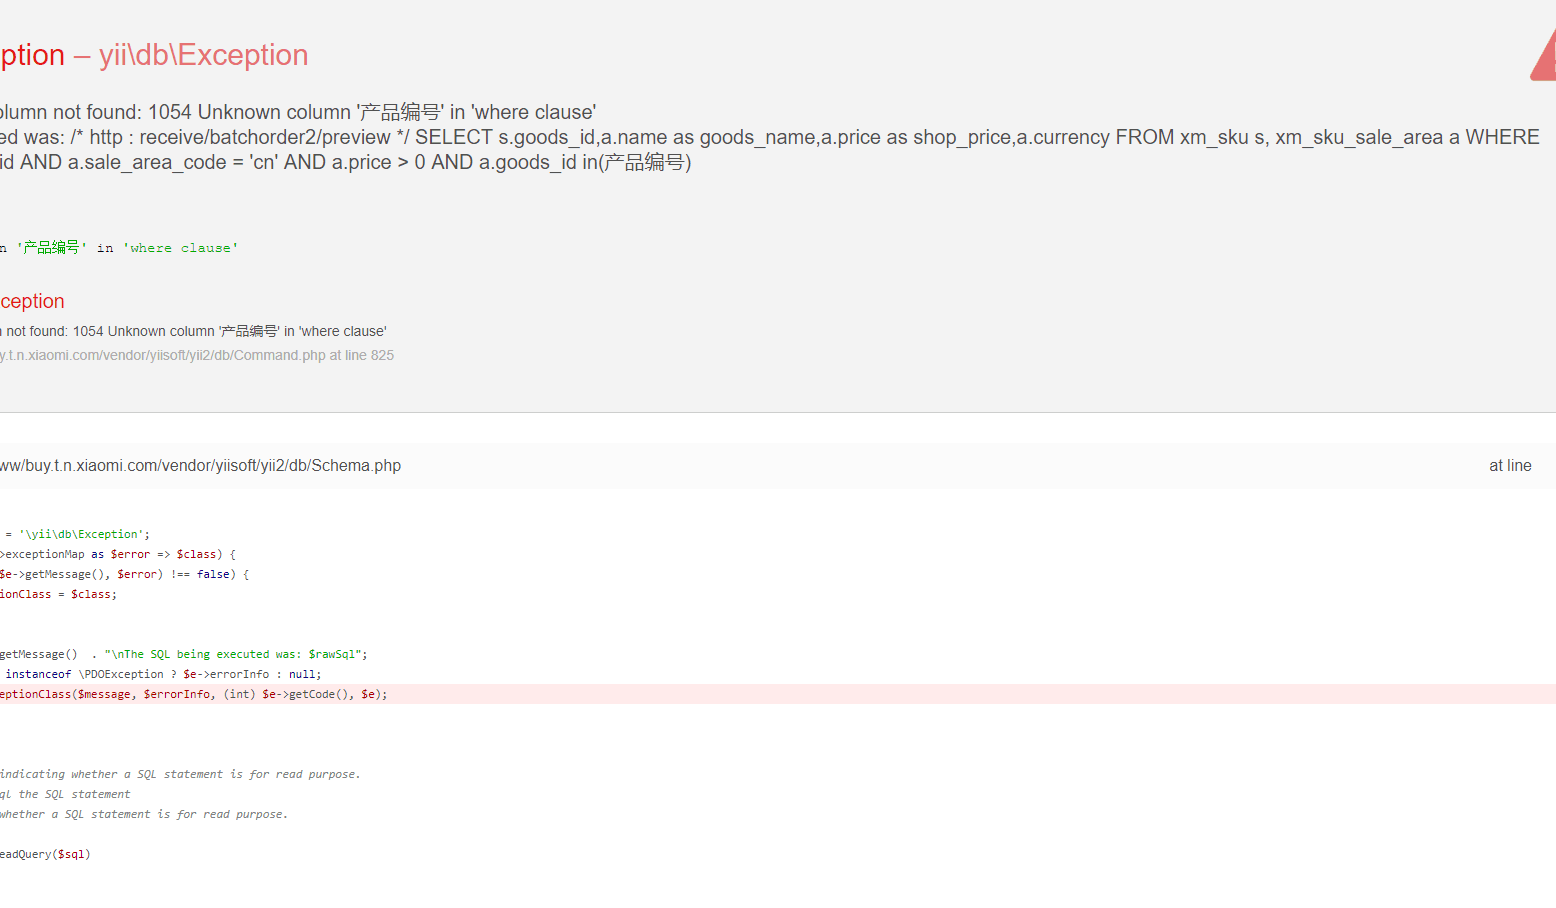 ption – yii\db\Exception
olumn not found: 1054 Unknown column '产品编号' in 'where clause'
ed was: /* http : receive/batchorder2/preview */ SELECT s.goods_id,a.name as goods_name,a.price as shop_price,a.currency FROM xm_sku s, xm_sku_sale_area a WHERE
id AND a.sale_area_code = 'cn' AND a.price > 0 AND a.goods_id in(产品编号)
n '产品编号' in 'where clause'
ception
n not found: 1054 Unknown column '产品编号' in 'where clause'
y.t.n.xiaomi.com/vendor/yiisoft/yii2/db/Command.php at line 825
ww/buy.t.n.xiaomi.com/vendor/yiisoft/yii2/db/Schema.php at line
= '\yii\db\Exception';
>exceptionMap as $error => $class) {
$e->getMessage(), $error) !== false) {
ionClass = $class;
getMessage()  . "\nThe SQL being executed was: $rawSql";
instanceof \PDOException ? $e->errorInfo : null;
eptionClass($message, $errorInfo, (int) $e->getCode(), $e);
indicating whether a SQL statement is for read purpose.
ql the SQL statement
whether a SQL statement is for read purpose.
eadQuery($sql)